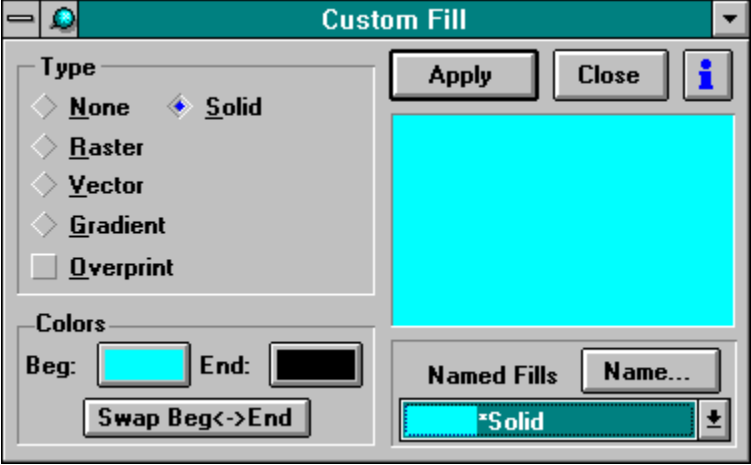 Custom Fill
Type
None Solid
Raster
Vector
Gradient
Overprint
Apply Close i
Colors
Beg: End:
Swap Beg<->End
Named Fills Name...
*Solid